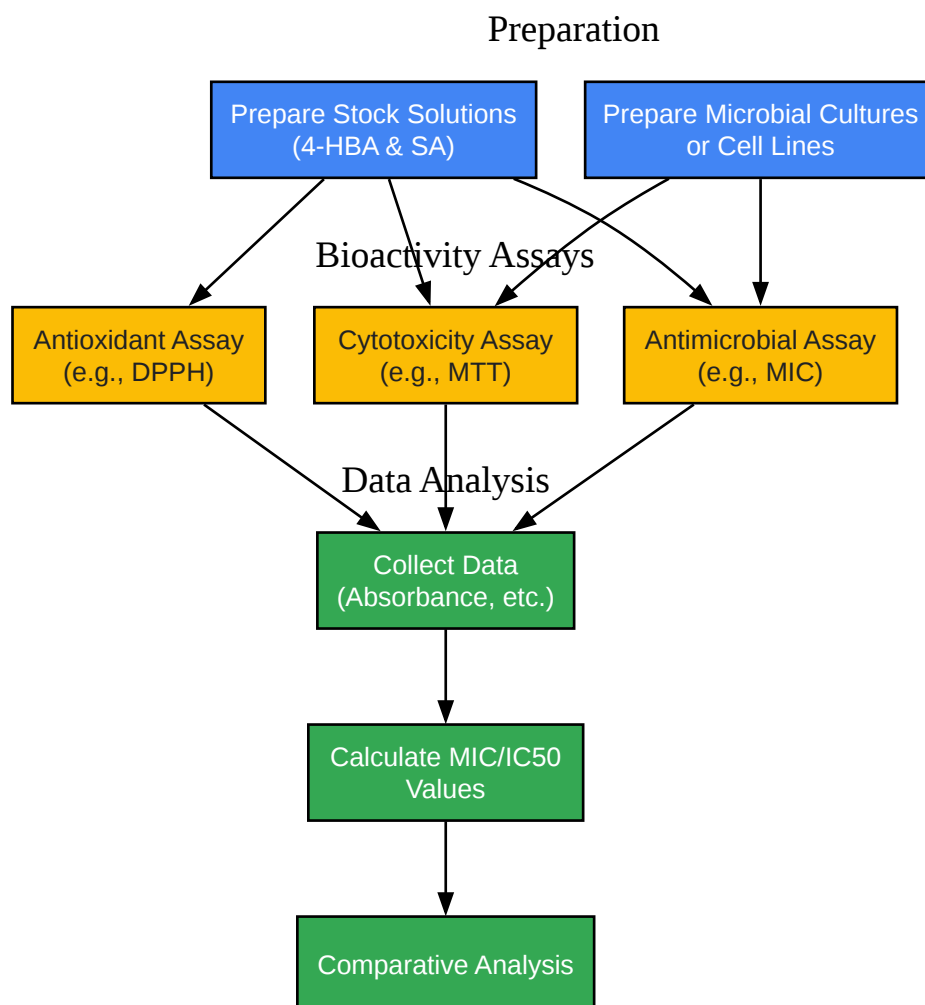 Preparation
Prepare Stock Solutions
(4-HBA & SA)
Prepare Microbial Cultures
or Cell Lines
Bioactivity Assays
Antioxidant Assay
(e.g., DPPH)
Cytotoxicity Assay
(e.g., MTT)
Antimicrobial Assay
(e.g., MIC)
Data Analysis
Collect Data
(Absorbance, etc.)
Calculate MIC/IC50
Values
Comparative Analysis